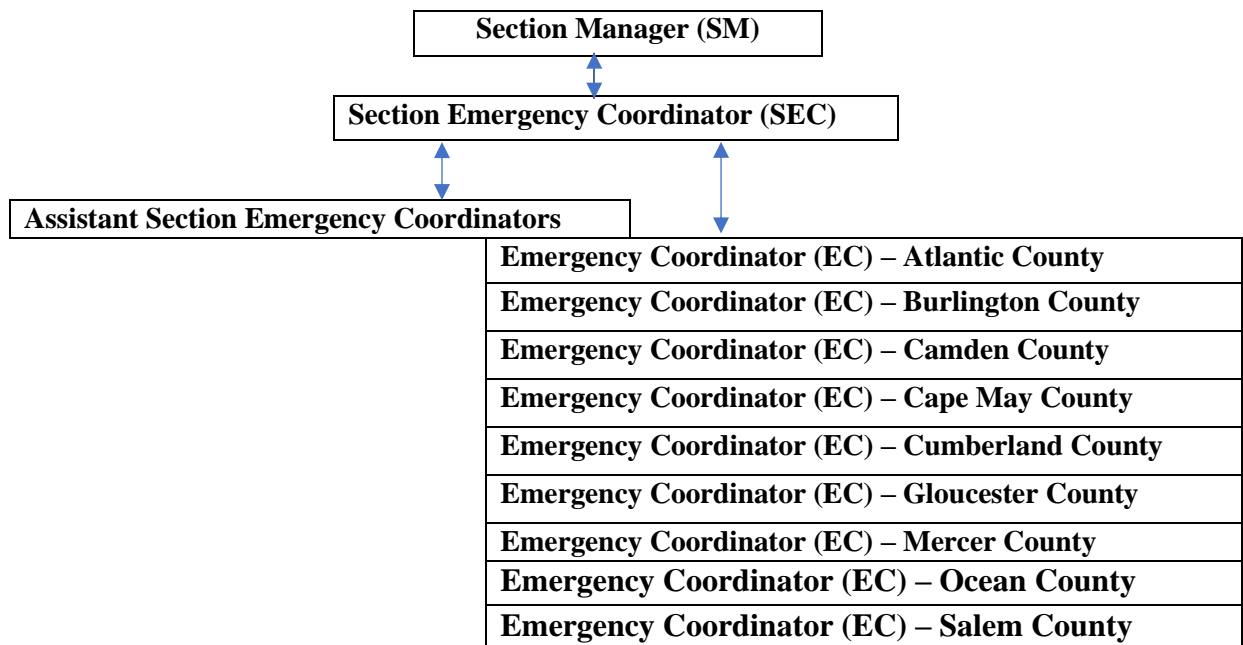 Section Manager (SM)
Section Emergency Coordinator (SEC)
Assistant Section Emergency Coordinators
Emergency Coordinator (EC) – Atlantic County
Emergency Coordinator (EC) – Burlington County
Emergency Coordinator (EC) – Camden County
Emergency Coordinator (EC) – Cape May County
Emergency Coordinator (EC) – Cumberland County
Emergency Coordinator (EC) – Gloucester County
Emergency Coordinator (EC) – Mercer County
Emergency Coordinator (EC) – Ocean County
Emergency Coordinator (EC) – Salem County